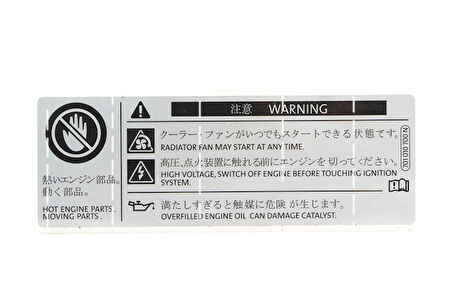 注意 WARNING
クーラー・ファンがいつでもスタートできる状態です。
RADIATOR FAN MAY START AT ANY TIME.
高圧、点火装置に触れる前にエンジンを切ってください。
HIGH VOLTAGE, SWITCH OFF ENGINE BEFORE TOUCHING IGNITION
SYSTEM.
満たしすぎると触媒に危険が生じます。
OVERFILLED ENGINE OIL CAN DAMAGE CATALYST.
熱いエンジン部品。
動く部品。
HOT ENGINE PARTS.
MOVING PARTS.